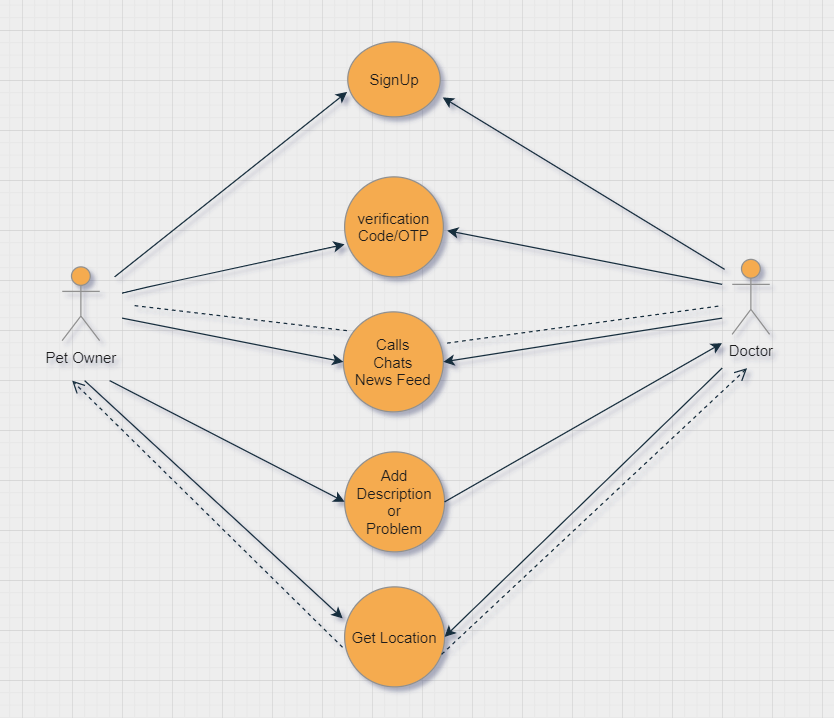 SignUp
verification
Code/OTP
Calls
Chats
News Feed
Pet Owner
Doctor
Add
Description
or
Problem
Get Location